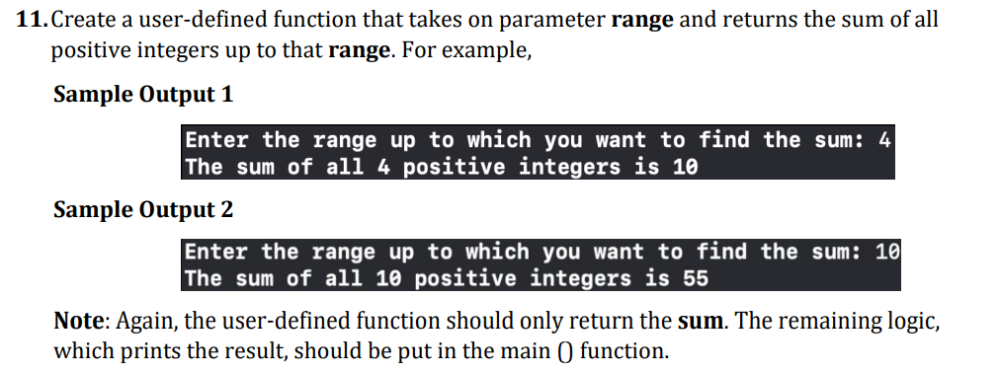 11. Create a user-defined function that takes on parameter range and returns the sum of all
positive integers up to that range. For example,
Sample Output 1
Enter the range up to which you want to find the sum: 4
The sum of all 4 positive integers is 10
Sample Output 2
Enter the range up to which you want to find the sum: 10
The sum of all 10 positive integers is 55
Note: Again, the user-defined function should only return the sum. The remaining logic,
which prints the result, should be put in the main () function.